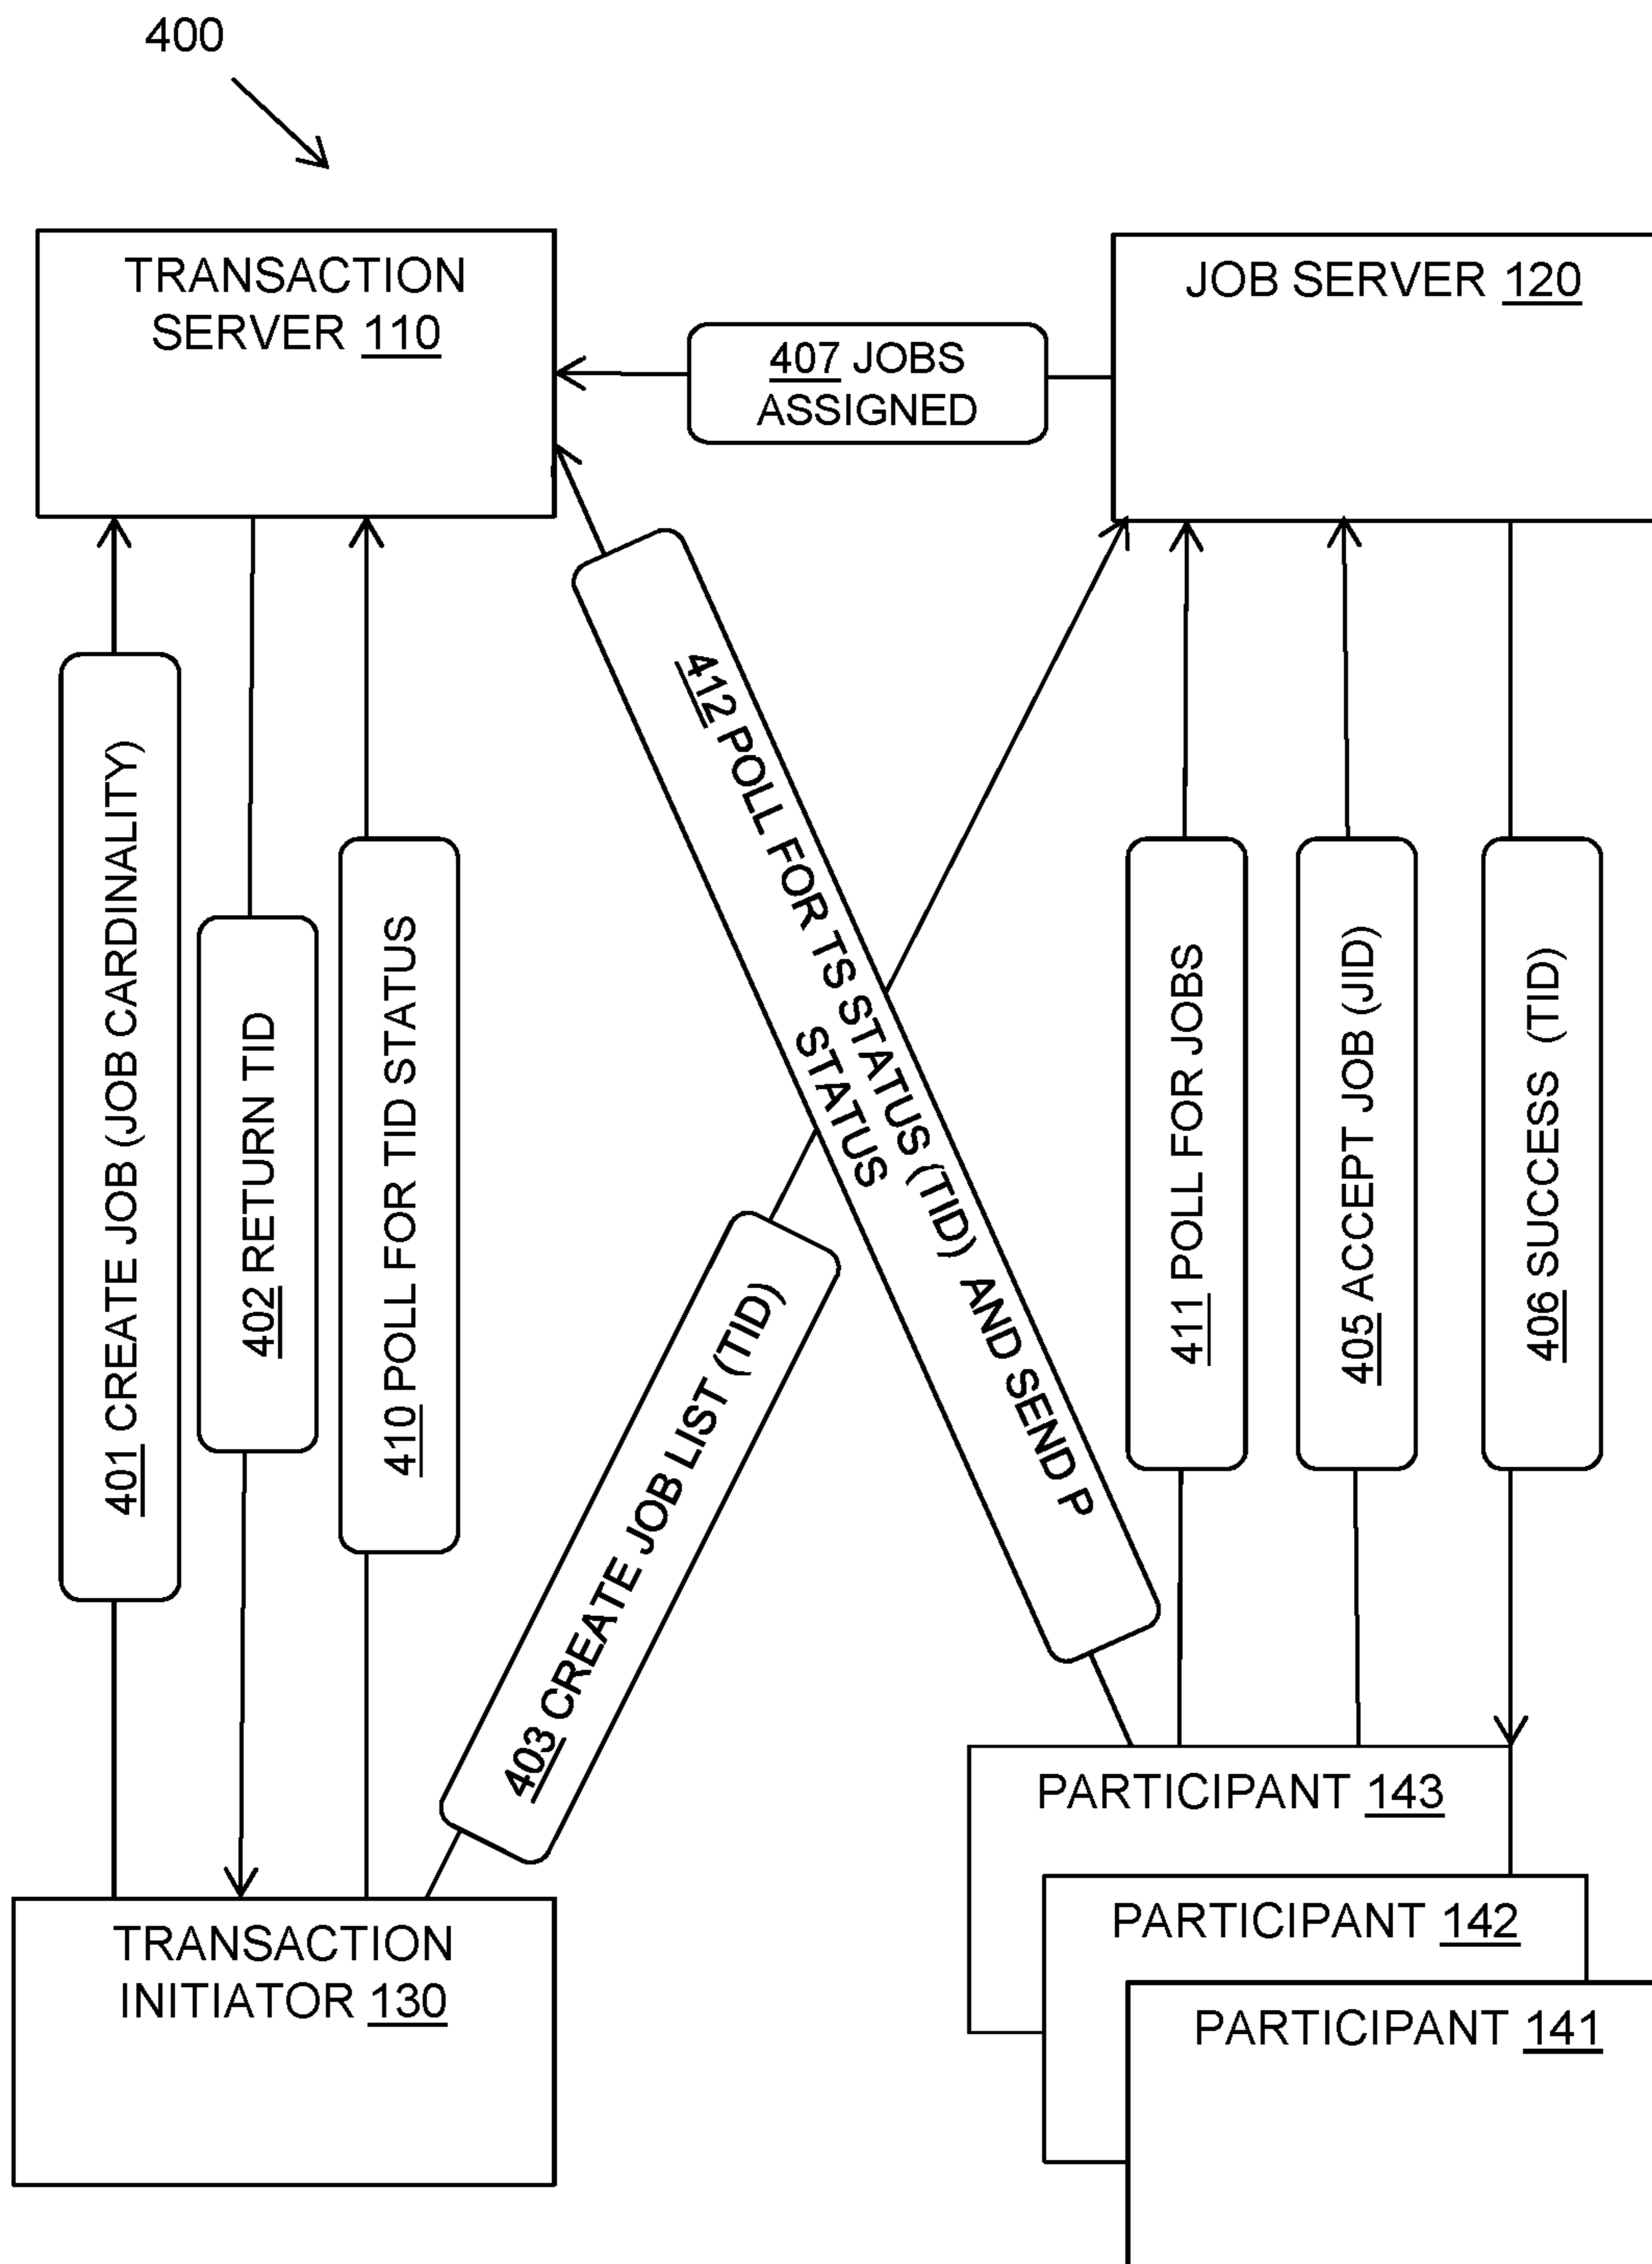 400
TRANSACTION
SERVER 110
JOB SERVER 120
407 JOBS
ASSIGNED
401 CREATE JOB (JOB CARDINALITY)
402 RETURN TID
410 POLL FOR TID STATUS
403 CREATE JOB LIST (TID)
412 POLL FOR TS STATUS (TID) AND SEND P
STATUS
411 POLL FOR JOBS
405 ACCEPT JOB (JID)
406 SUCCESS (TID)
TRANSACTION
INITIATOR 130
PARTICIPANT 143
PARTICIPANT 142
PARTICIPANT 141